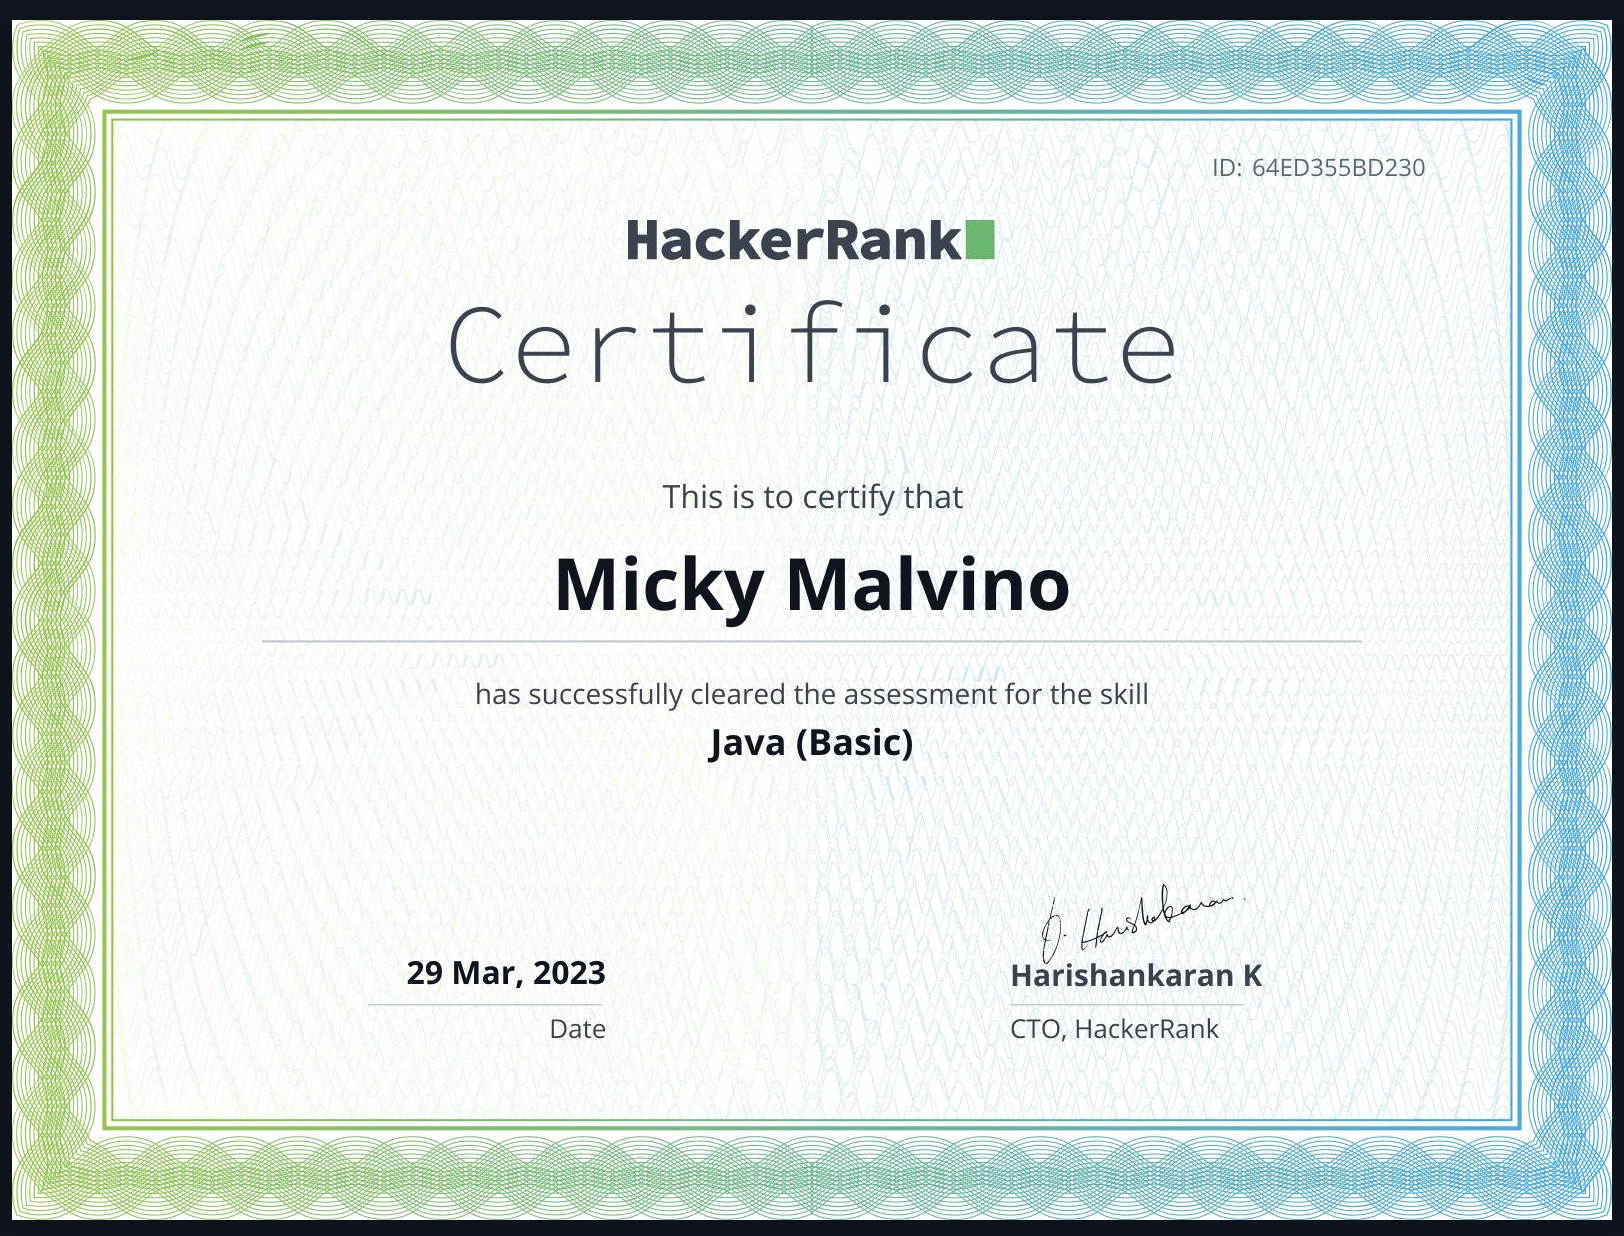 ID: 64ED355BD230
HackerRank
Certificate
This is to certify that
Micky Malvino
has successfully cleared the assessment for the skill
Java (Basic)
29 Mar, 2023
Date
Harishankaran K
CTO, HackerRank